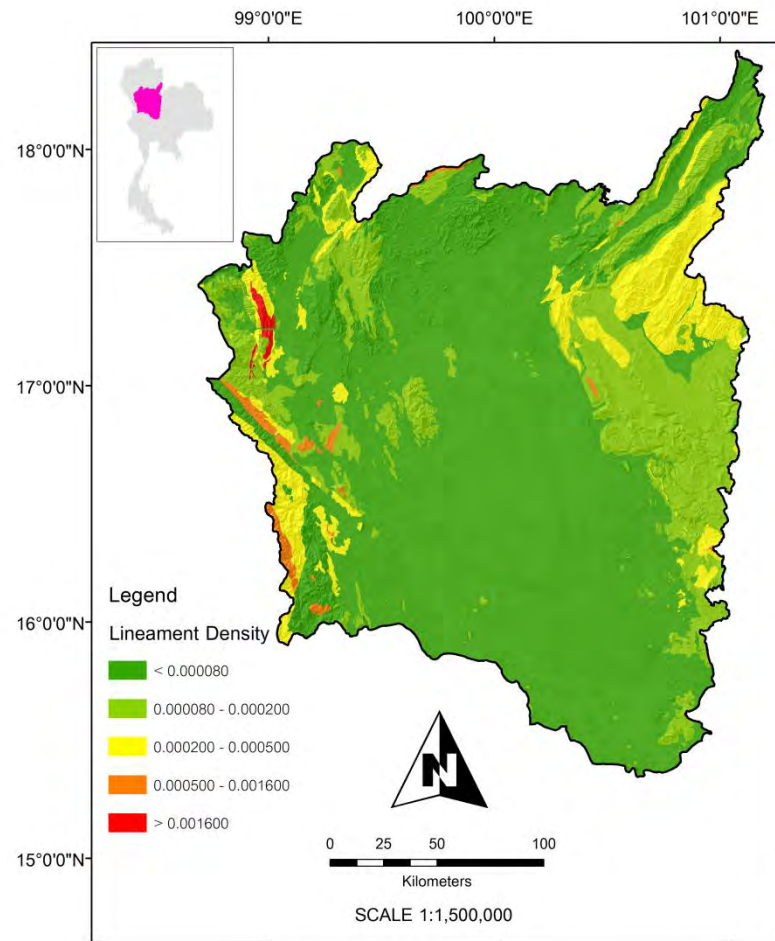 99°0'0"E 100°0'0"E 101°0'0"E
18°0'0"N
17°0'0"N
16°0'0"N
15°0'0"N
Legend
Lineament Density
< 0.000080
0.000080 - 0.000200
0.000200 - 0.000500
0.000500 - 0.001600
> 0.001600
N
0 25 50 100
Kilometers
SCALE 1:1,500,000